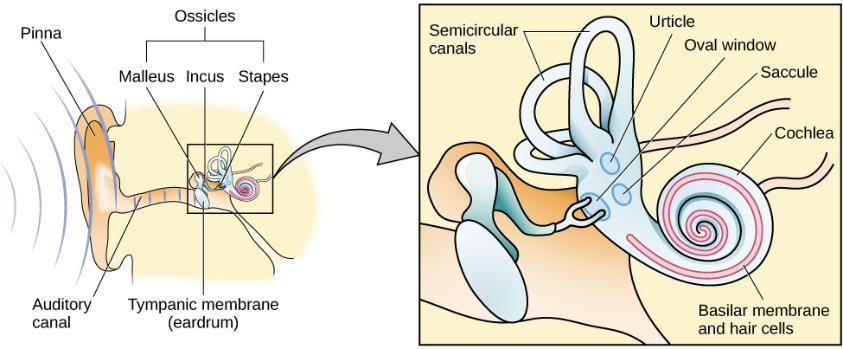 Ossicles
Pinna
Malleus
Incus
Stapes
Auditory
canal
Tympanic membrane
(eardrum)
Semicircular
canals
Urticle
Oval window
Saccule
Cochlea
Basilar membrane
and hair cells